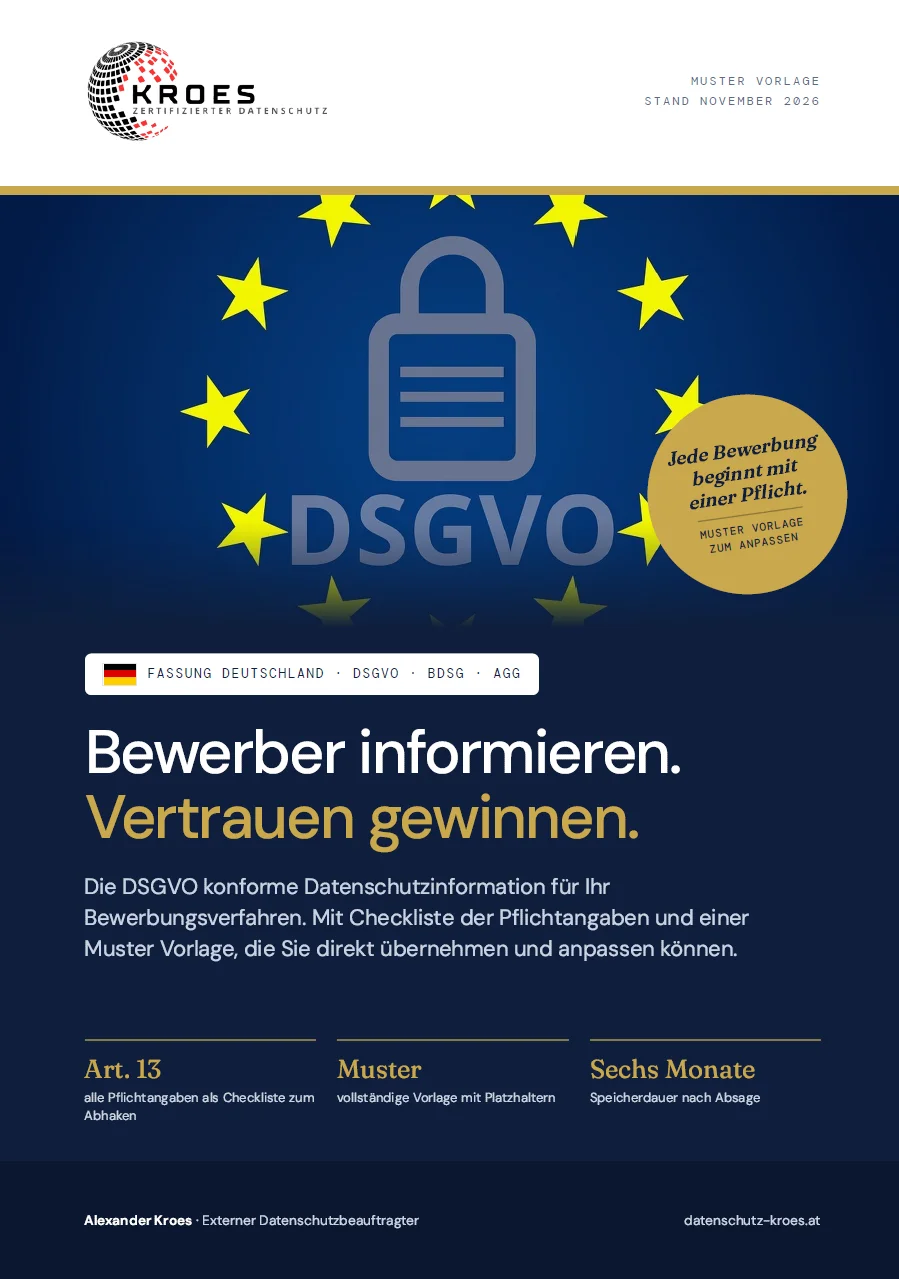 KROES
ZERTIFIZIERTER DATENSCHUTZ
MUSTER VORLAGE
STAND NOVEMBER 2026
DSGVO
Jede Bewerbung
beginnt mit
einer Pflicht.
MUSTER VORLAGE
ZUM ANPASSEN
FASSUNG DEUTSCHLAND · DSGVO · BDSG · AGG
Bewerber informieren.
Vertrauen gewinnen.
Die DSGVO konforme Datenschutzinformation für Ihr
Bewerbungsverfahren. Mit Checkliste der Pflichtangaben und einer
Muster Vorlage, die Sie direkt übernehmen und anpassen können.
Art. 13
alle Pflichtangaben als Checkliste zum
Abhaken
Muster
vollständige Vorlage mit Platzhaltern
Sechs Monate
Speicherdauer nach Absage
Alexander Kroes · Externer Datenschutzbeauftragter
datenschutz-kroes.at